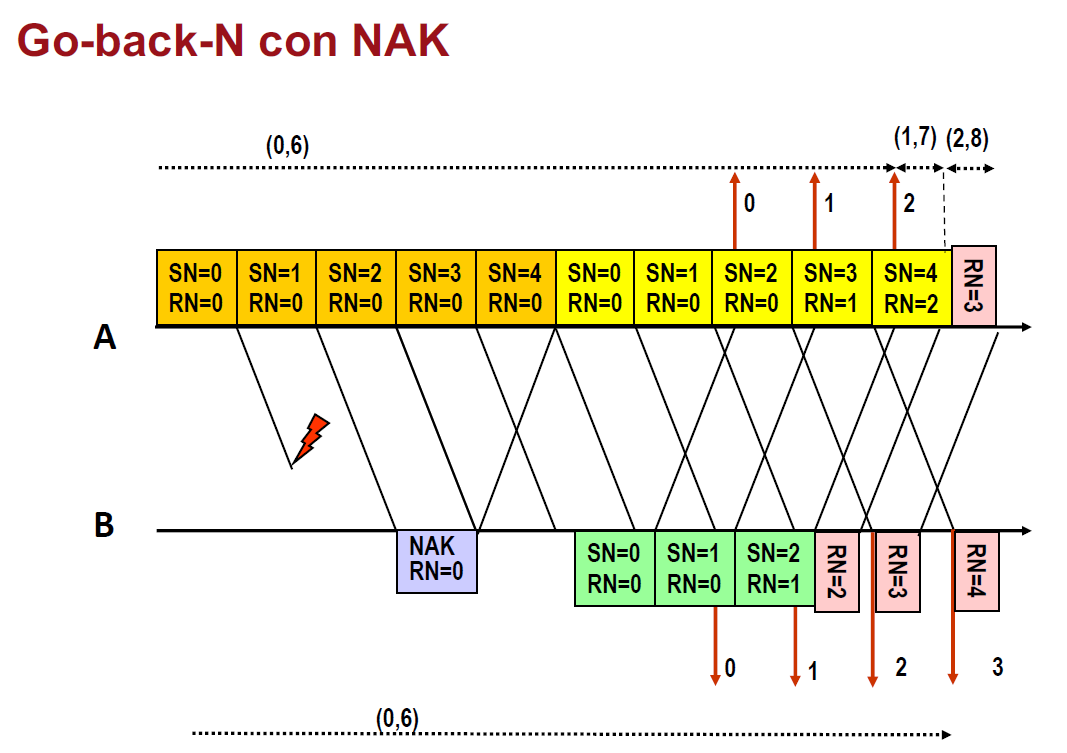 Go-back-N con NAK
(0,6)
(1,7) (2,8)
0
1
2
SN=0
RN=0
SN=1
RN=0
SN=2
RN=0
SN=3
RN=0
SN=4
RN=0
SN=0
RN=0
SN=1
RN=0
SN=2
RN=0
SN=3
RN=1
SN=4
RN=2
RN=3
A
B
NAK
RN=0
SN=0
RN=0
SN=1
RN=0
SN=2
RN=1
RN=2
RN=3
RN=4
0
1
2
3
(0,6)